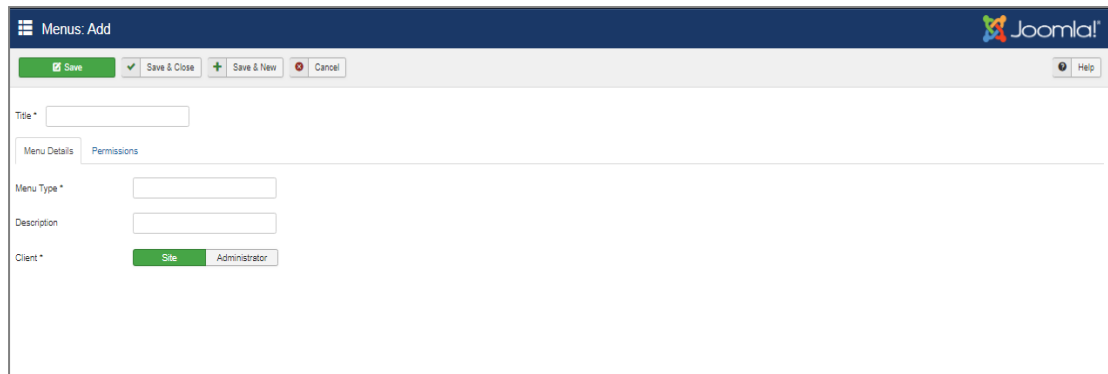 Menus: Add
Joomla!®
Save Save & Close Save & New Cancel Help
Title *
Menu Details Permissions
Menu Type *
Description
Client * Site Administrator